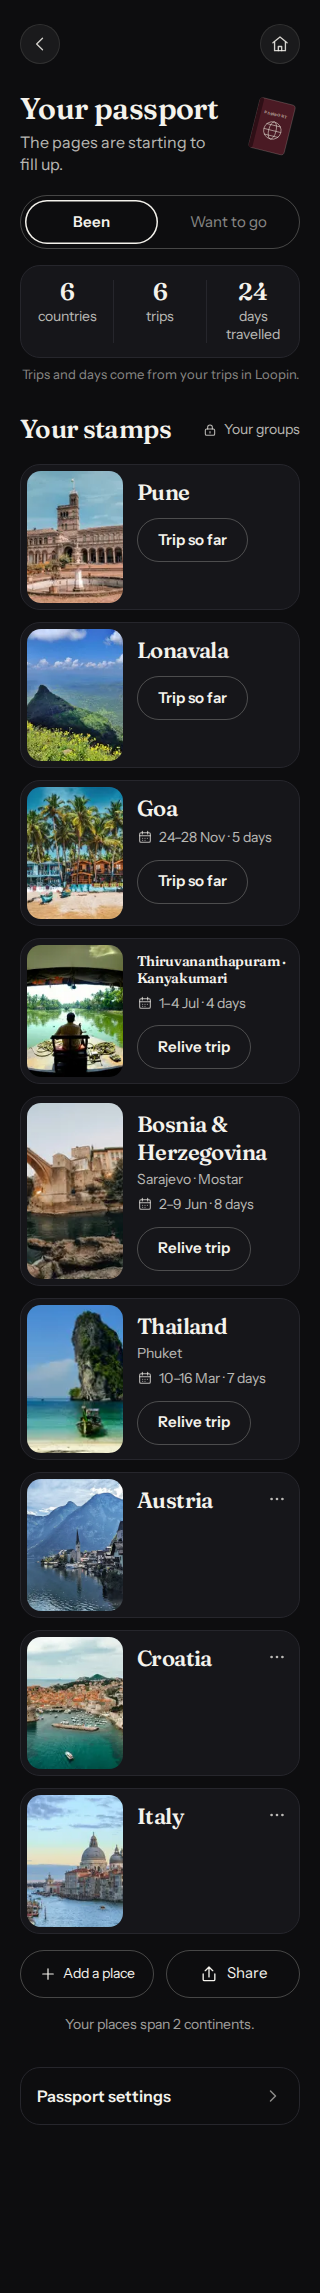 Your passport
The pages are starting to
fill up.
PASSPORT
Been
Want to go
6
countries
6
trips
24
days
travelled
Trips and days come from your trips in Loopin.
Your stamps
Your groups
Pune
Trip so far
Lonavala
Trip so far
Goa
24–28 Nov · 5 days
Trip so far
Thiruvananthapuram ·
Kanyakumari
1–4 Jul · 4 days
Relive trip
Bosnia &
Herzegovina
Sarajevo · Mostar
2–9 Jun · 8 days
Relive trip
Thailand
Phuket
10–16 Mar · 7 days
Relive trip
Austria
Croatia
Italy
Add a place
Share
Your places span 2 continents.
Passport settings